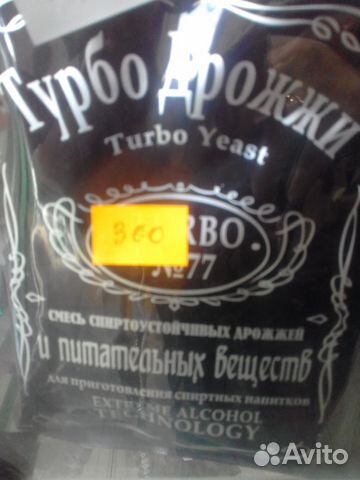 Турбо Дрожжи
Turbo Yeast
300
RBO
№77
СМЕСЬ СПИРТОУСТОЙЧИВЫХ ДРОЖЖЕЙ
и питательных веществ
для приготовления спиртных напитков
EXTREME ALCOHOL
TECHNOLOGY
Avito